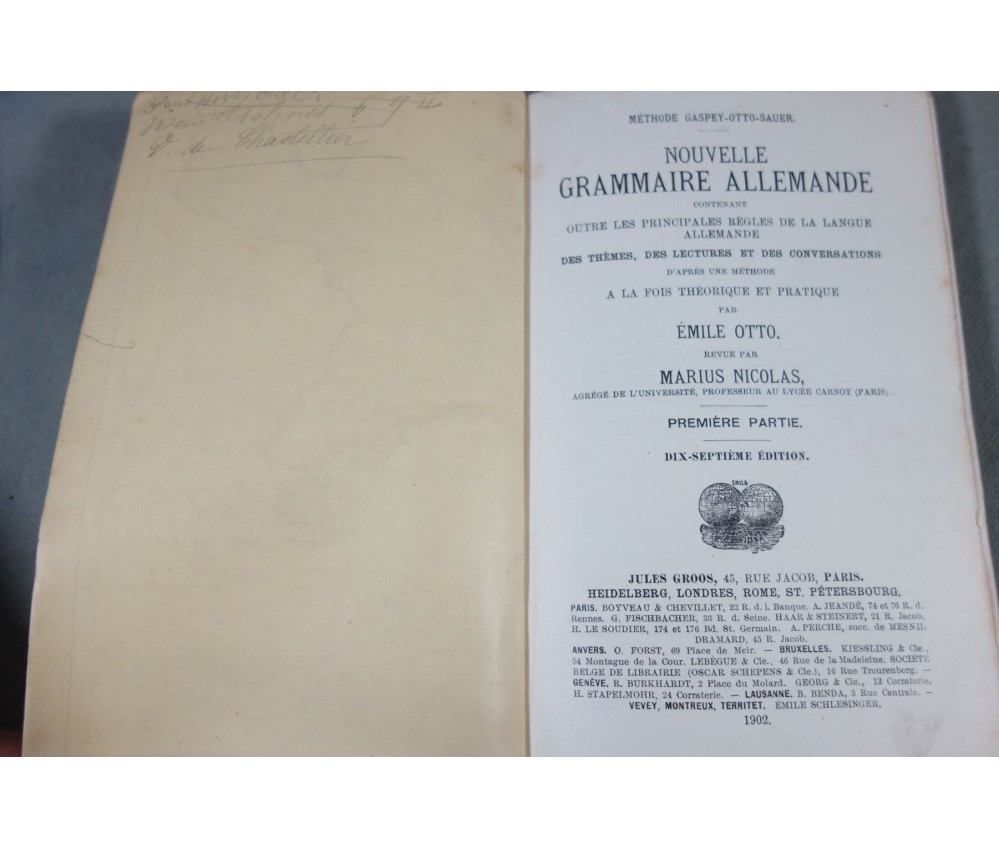 V. de Chastellier
MÉTHODE GASPEY-OTTO-SAUER.
NOUVELLE
GRAMMAIRE ALLEMANDE
CONTENANT
OUTRE LES PRINCIPALES RÈGLES DE LA LANGUE
ALLEMANDE
DES THÈMES, DES LECTURES ET DES CONVERSATIONS
D'APRÈS UNE MÉTHODE
A LA FOIS THÉORIQUE ET PRATIQUE
PAR
ÉMILE OTTO.
REVUE PAR
MARIUS NICOLAS,
AGRÉGÉ DE L'UNIVERSITÉ, PROFESSEUR AU LYCÉE CARNOT (PARIS).
PREMIÈRE PARTIE.
DIX-SEPTIÈME ÉDITION.
JULES GROOS, 45, RUE JACOB, PARIS.
HEIDELBERG, LONDRES, ROME, ST. PÉTERSBOURG.
PARIS. BOYVEAU & CHEVILLET, 22 R. d. l. Banque. A. JEANDÉ, 74 et 76 R. d.
Rennes. G. FISCHBACHER, 33 R. d. Seine. HAAR & STEINERT, 21 R. Jacob.
H. LE SOUDIER, 174 et 176 Bd. St. Germain. A. PERCHE, succ. de MESNIL
DRAMARD, 45 R. Jacob.
ANVERS. O. FORST, 69 Place de Meir. — BRUXELLES. KIESSLING & Cie.,
54 Montagne de la Cour. LEBÈGUE & Cie., 46 Rue de la Madeleine. SOCIÉTÉ
BELGE DE LIBRAIRIE (OSCAR SCHEPENS & Cie.), 16 Rue Treurenberg. —
GENÈVE. R. BURKHARDT, 2 Place du Molard. GEORG & Cie., 12 Corraterie.
H. STAPELMOHR, 24 Corraterie. — LAUSANNE. B. BENDA, 3 Rue Centrale. —
VEVEY, MONTREUX, TERRITET. ÉMILE SCHLESINGER.
1902.